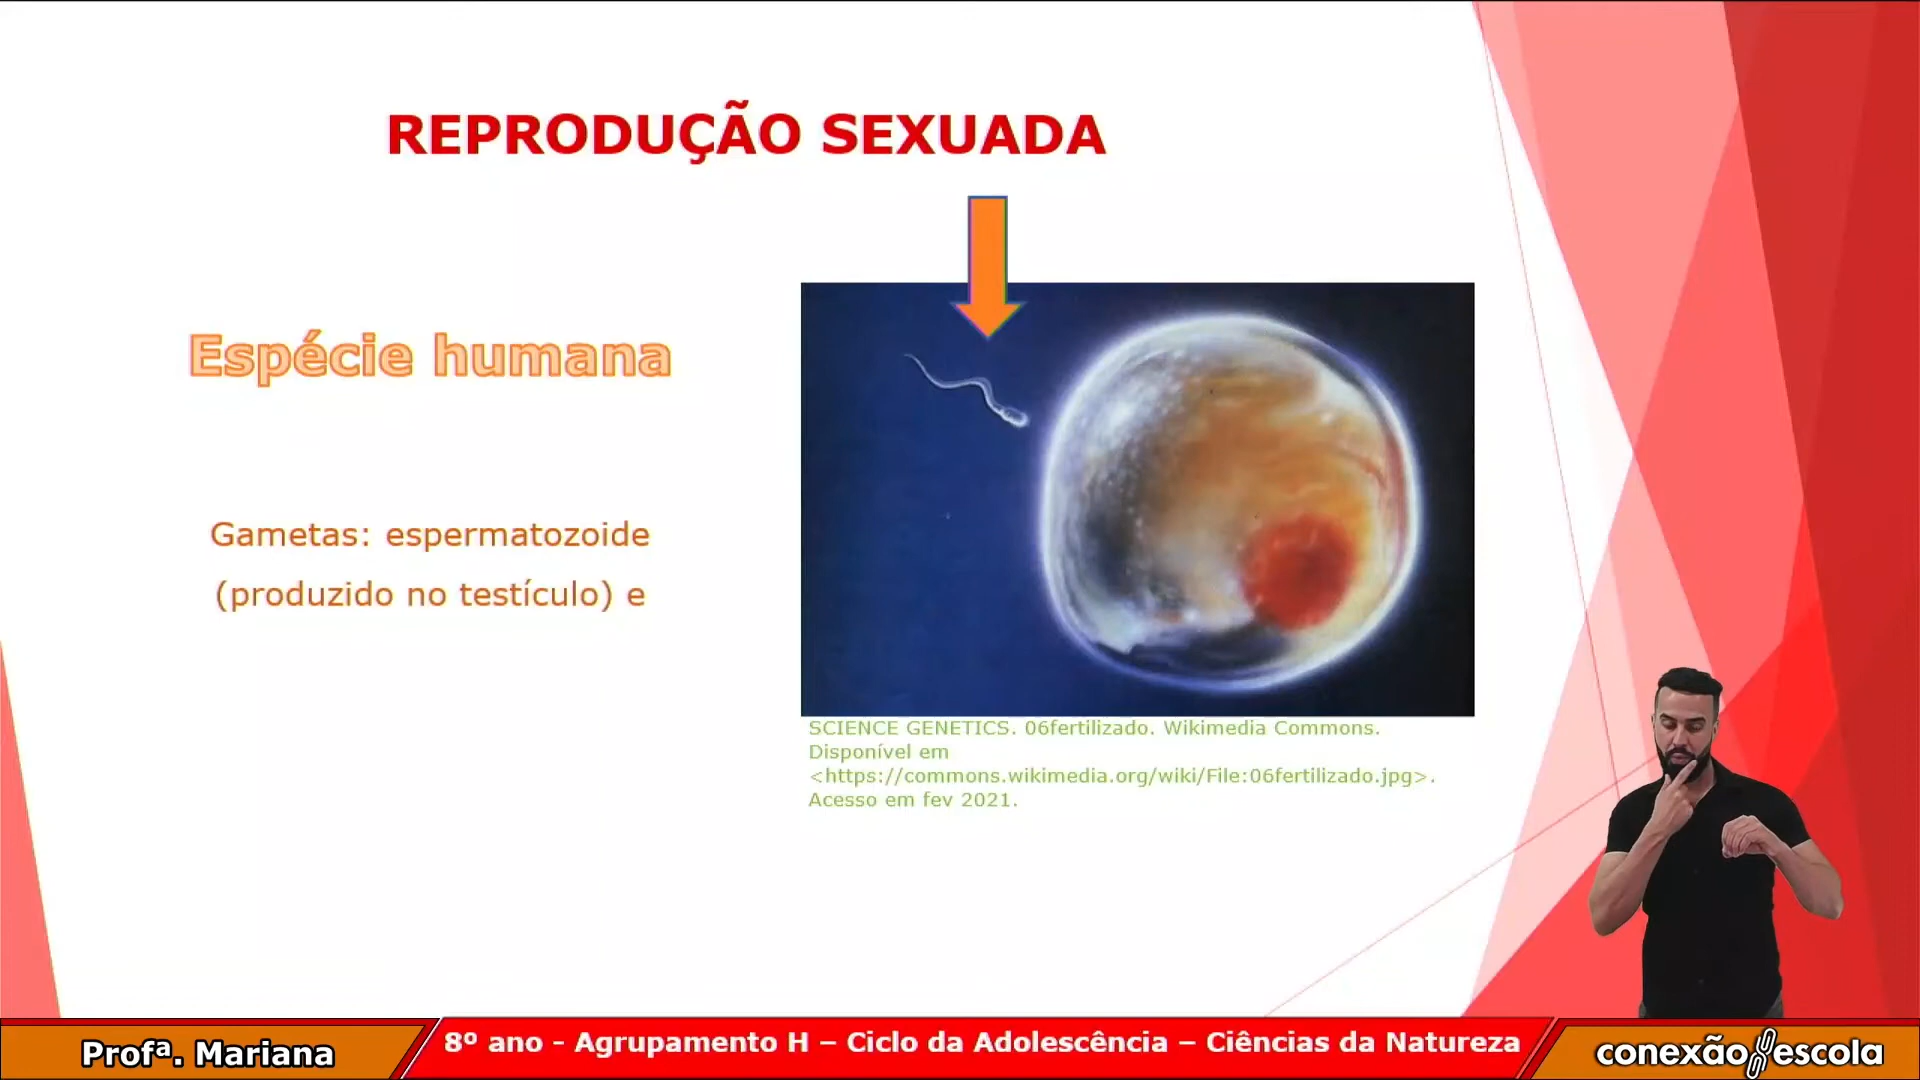 REPRODUÇÃO SEXUADA
Espécie humana
Gametas: espermatozoide
(produzido no testículo) e
SCIENCE GENETICS. 06fertilizado. Wikimedia Commons.
Disponível em
<https://commons.wikimedia.org/wiki/File:06fertilizado.jpg>.
Acesso em fev 2021.
Profª. Mariana
8º ano - Agrupamento H – Ciclo da Adolescência – Ciências da Natureza
conexão escola